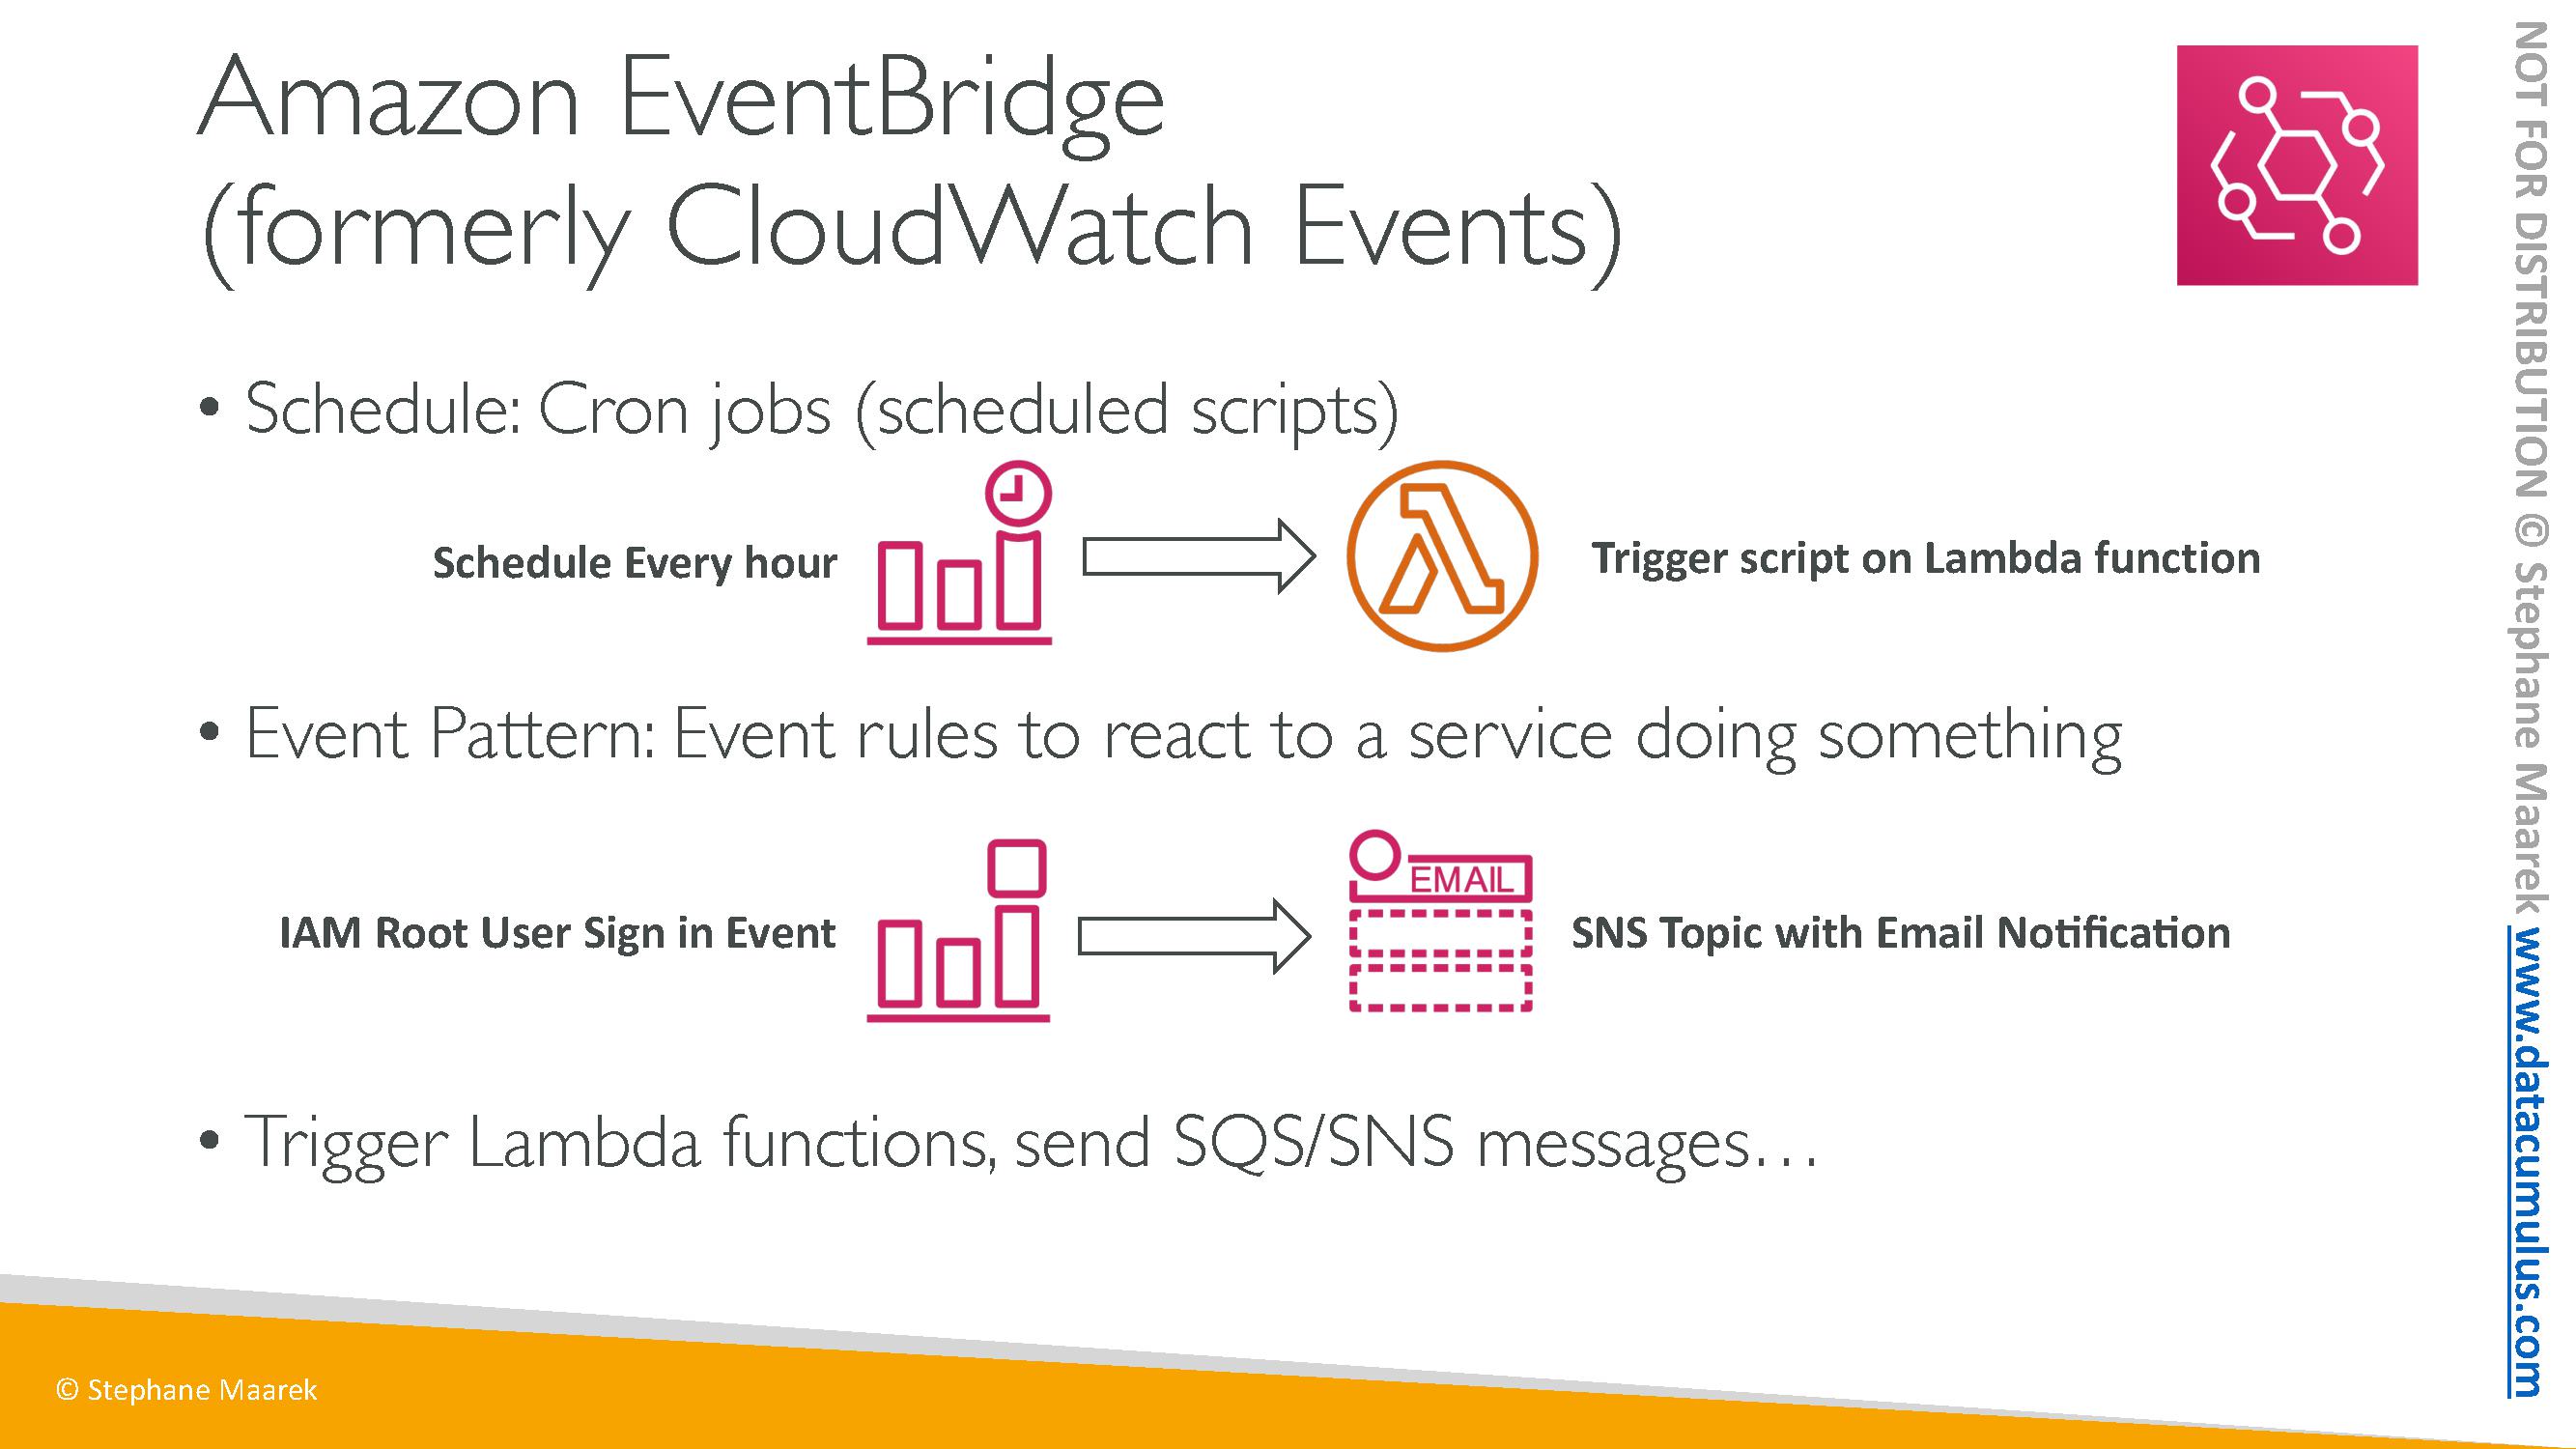 Amazon EventBridge
(formerly CloudWatch Events)
• Schedule: Cron jobs (scheduled scripts)
Schedule Every hour
Trigger script on Lambda function
• Event Pattern: Event rules to react to a service doing something
EMAIL
IAM Root User Sign in Event
SNS Topic with Email Notification
• Trigger Lambda functions, send SQS/SNS messages…
© Stephane Maarek
NOT FOR DISTRIBUTION © Stephane Maarek www.datacumulus.com